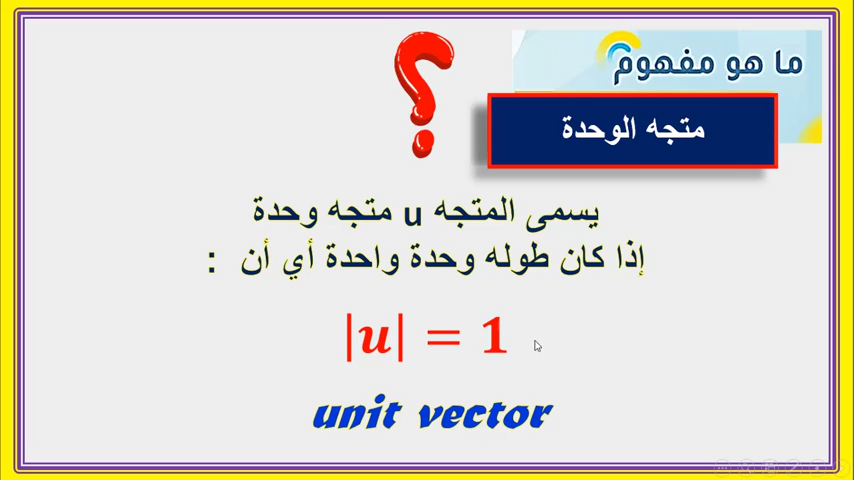 ما هو مفهوم
؟
متجه الوحدة
يسمى المتجه u متجه وحدة
إذا كان طوله وحدة واحدة أي أن :
|u| = 1
unit vector